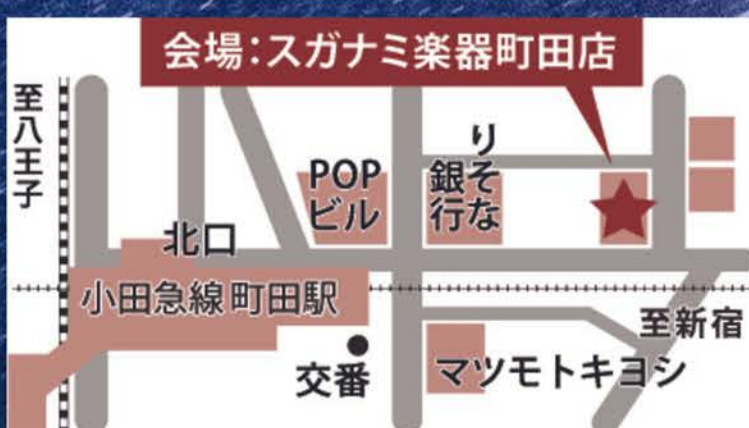 会場：スガナミ楽器町田店
至八王子
POP
ビル
りそな
銀行
北口
小田急線町田駅
至新宿
交番
マツモトキヨシ